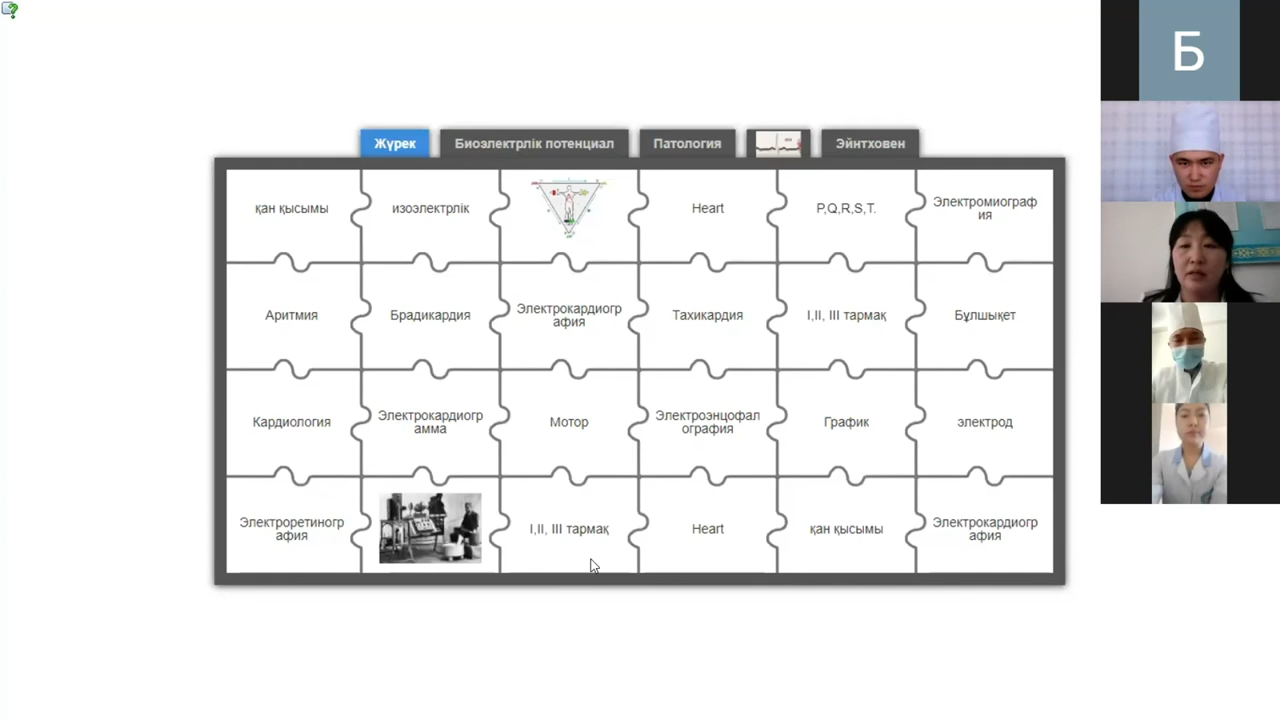 Б
Жүрек
Биоэлектрлік потенциал
Патология
Эйнтховен
қан қысымы
изоэлектрлік
Heart
P,Q,R,S,T.
Электромиограф
ия
Аритмия
Брадикардия
Электрокардиогр
афия
Тахикардия
I,II, III тармақ
Бұлшықет
Кардиология
Электрокардиогр
амма
Мотор
Электроэнцофал
ография
График
электрод
Электроретиногр
афия
I,II, III тармақ
Heart
қан қысымы
Электрокардиогр
афия